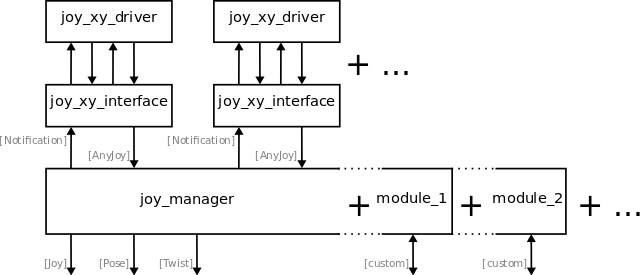 joy_xy_driver joy_xy_driver
+ ...
joy_xy_interface joy_xy_interface
[Notification] [AnyJoy] [Notification] [AnyJoy]
joy_manager + module_1 + module_2 + ...
[Joy] [Pose] [Twist] [custom] [custom]